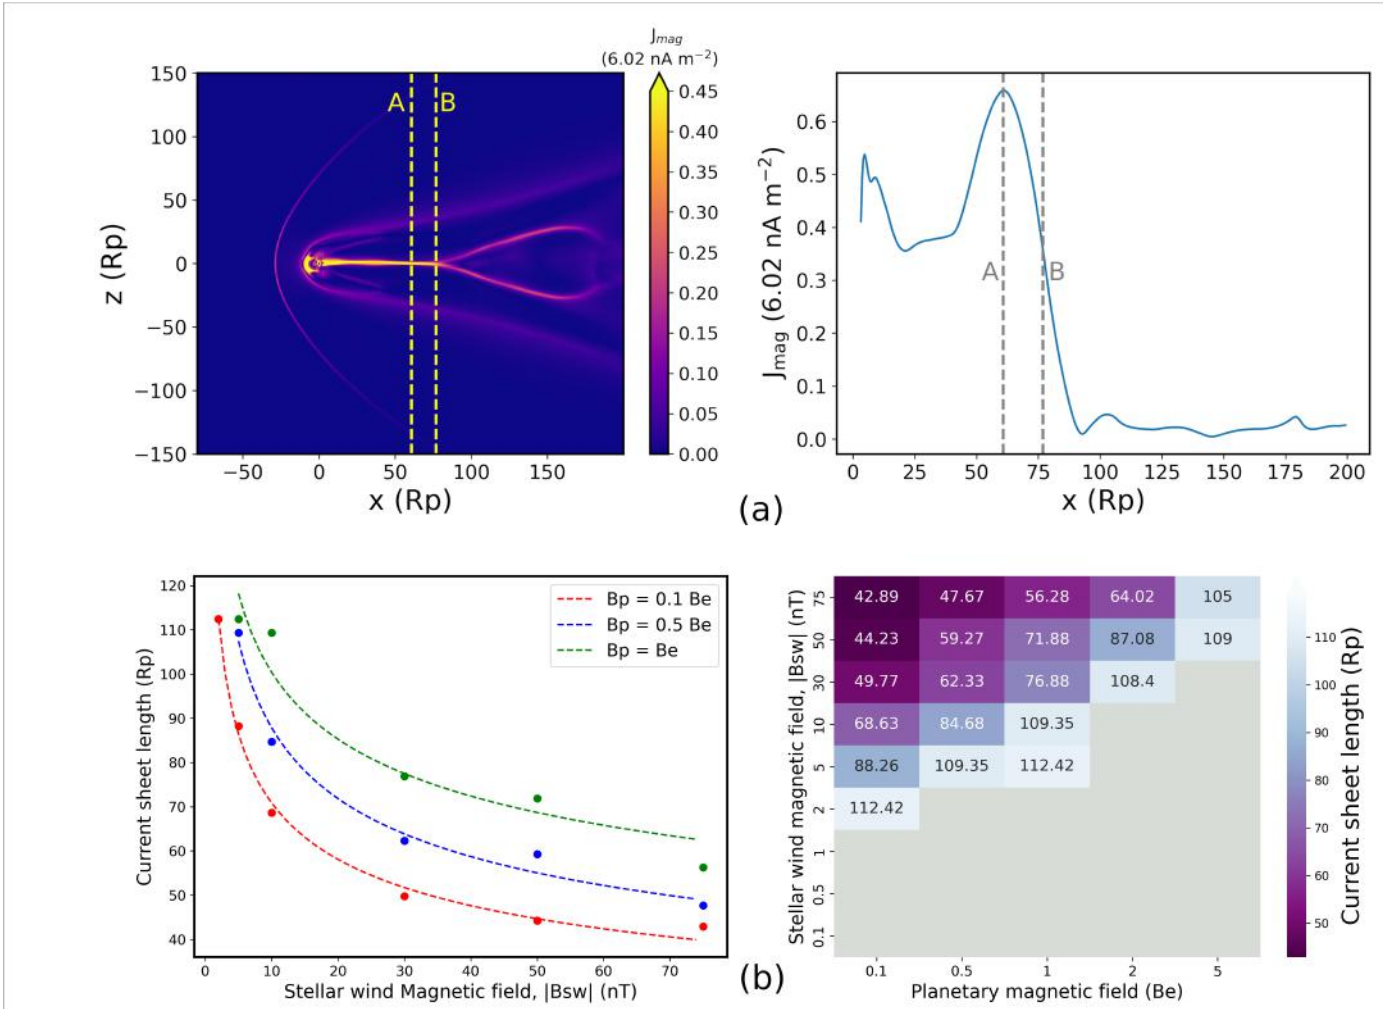 J_mag
(6.02 nA m⁻²)
150
100
50
0
−50
−100
−150
z (Rp)
A
B
−50
0
50
100
150
x (Rp)
0.45
0.40
0.35
0.30
0.25
0.20
0.15
0.10
0.05
0.00
J_mag (6.02 nA m⁻²)
0.6
0.5
0.4
0.3
0.2
0.1
0.0
A
B
0
25
50
75
100
125
150
175
200
x (Rp)
(a)
Current sheet length (Rp)
120
110
100
90
80
70
60
50
40
Bp = 0.1 Be
Bp = 0.5 Be
Bp = Be
0
10
20
30
40
50
60
70
Stellar wind Magnetic field, |Bsw| (nT)
(b)
Stellar wind magnetic field, |Bsw| (nT)
75 42.89 47.67 56.28 64.02 105
50 44.23 59.27 71.88 87.08 109
30 49.77 62.33 76.88 108.4
10 68.63 84.68 109.35
5 88.26 109.35 112.42
2 112.42
1
0.5
0.1
0.1 0.5 1 2 5
Planetary magnetic field (Be)
110
100
90
80
70
60
50
Current sheet length (Rp)